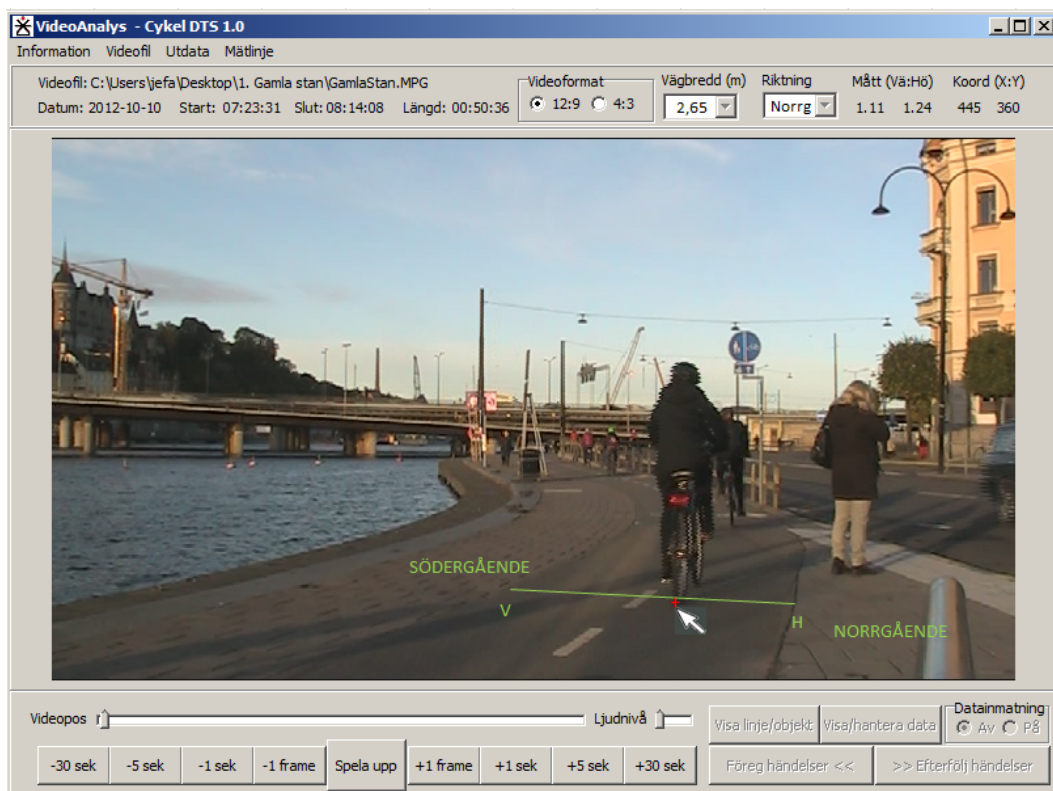 VideoAnalys - Cykel DTS 1.0
Information Videofil Utdata Mätlinje
Videofil: C:\Users\jefa\Desktop\1. Gamla stan\GamlaStan.MPG
Datum: 2012-10-10 Start: 07:23:31 Slut: 08:14:08 Längd: 00:50:36
Videoformat
12:9 4:3
Vägbredd (m)
2,65
Riktning
Norrg
Mått (Vä:Hö)
1.11 1.24
Koord (X:Y)
445 360
SÖDERGÅENDE
V
H
NORRGÅENDE
Videopos
Ljudnivå
Visa linje/objekt
Visa/hantera data
Datainmatning
Av På
-30 sek
-5 sek
-1 sek
-1 frame
Spela upp
+1 frame
+1 sek
+5 sek
+30 sek
Föreg händelser <<
>> Efterfölj händelser